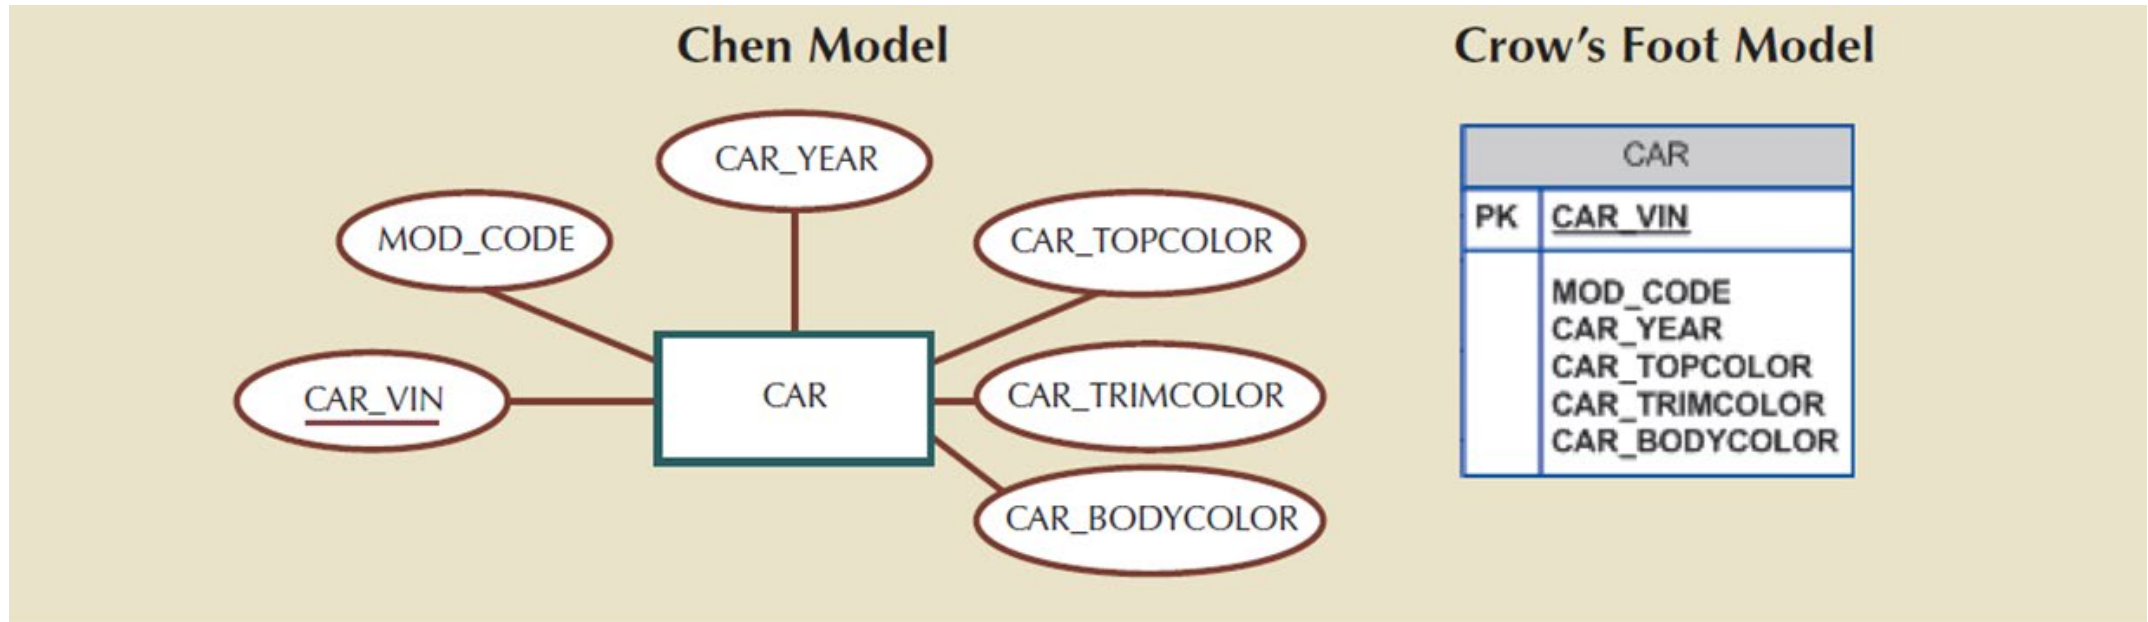 Chen Model
CAR_YEAR
MOD_CODE
CAR_TOPCOLOR
CAR_VIN
CAR
CAR_TRIMCOLOR
CAR_BODYCOLOR
Crow’s Foot Model
CAR
PK CAR_VIN
MOD_CODE
CAR_YEAR
CAR_TOPCOLOR
CAR_TRIMCOLOR
CAR_BODYCOLOR